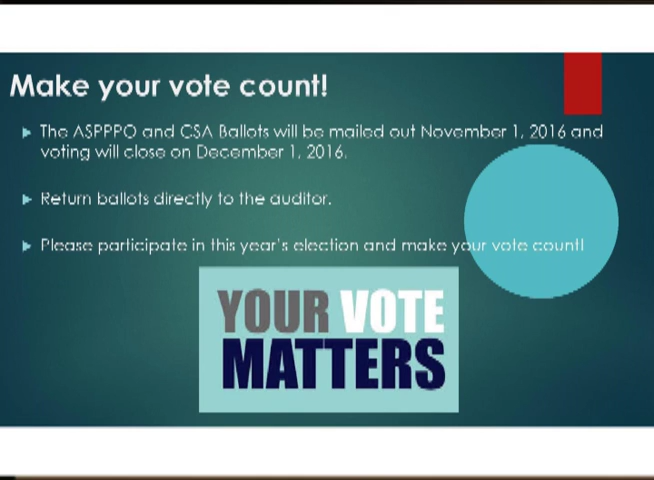 Make your vote count!
The ASPPPO and CSA Ballots will be mailed out November 1, 2016 and
voting will close on December 1, 2016.
Return ballots directly to the auditor.
Please participate in this year's election and make your vote count!
YOUR VOTE
MATTERS